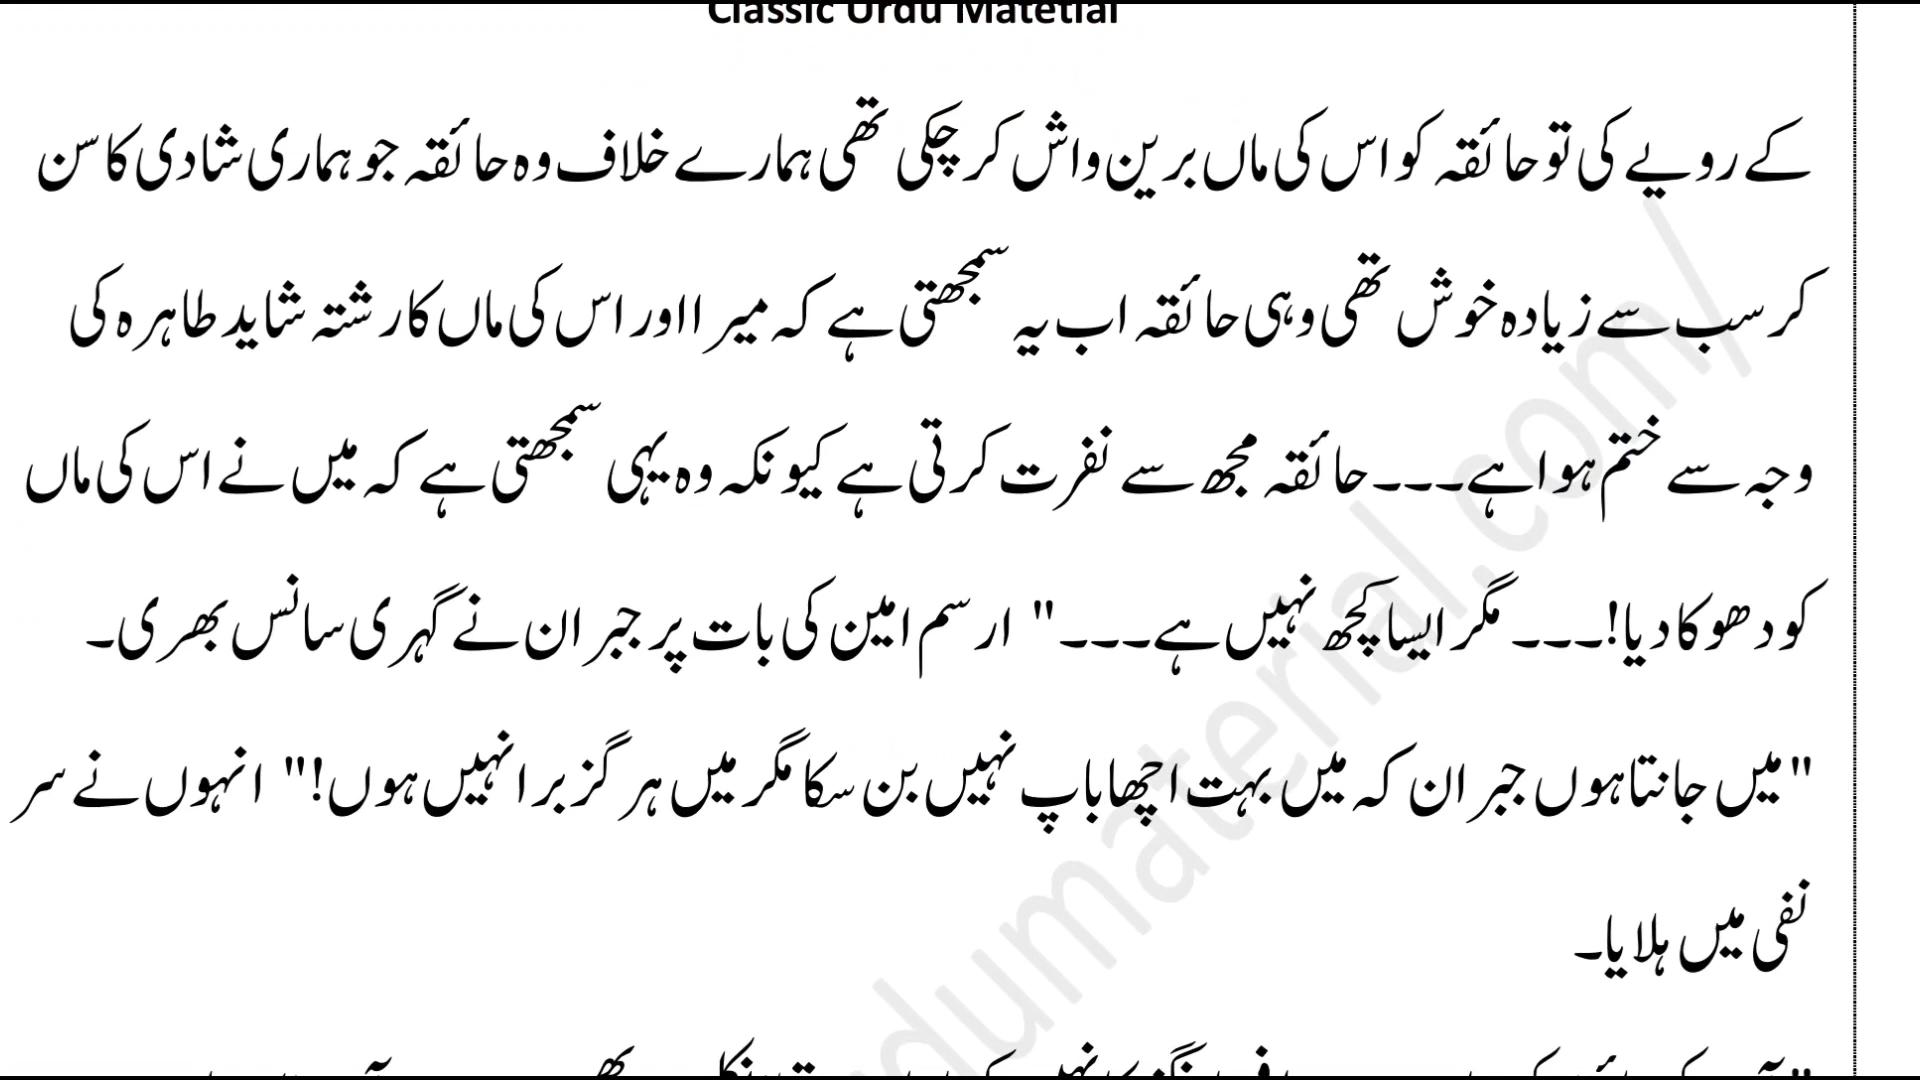 Classic Urdu Matetial
کے رویے کی تو حائقہ کو اس کی ماں برین واش کر چکی تھی ہمارے خلاف وہ حائقہ جو ہماری شادی کا سن
کر سب سے زیادہ خوش تھی وہی حائقہ اب یہ سمجھتی ہے کہ میرا اور اس کی ماں کا رشتہ شاید طاہرہ کی
وجہ سے ختم ہوا ہے۔۔۔ حائقہ مجھ سے نفرت کرتی ہے کیونکہ وہ یہی سمجھتی ہے کہ میں نے اس کی ماں
کو دھوکا دیا!۔۔۔ مگر ایسا کچھ نہیں ہے۔۔۔" ارسم امین کی بات پر جبران نے گہری سانس بھری۔
"میں جانتا ہوں جبران کہ میں بہت اچھا باپ نہیں بن سکا مگر میں ہر گز برا نہیں ہوں!" انہوں نے سر
نفی میں ہلایا۔
dumaterial.com/